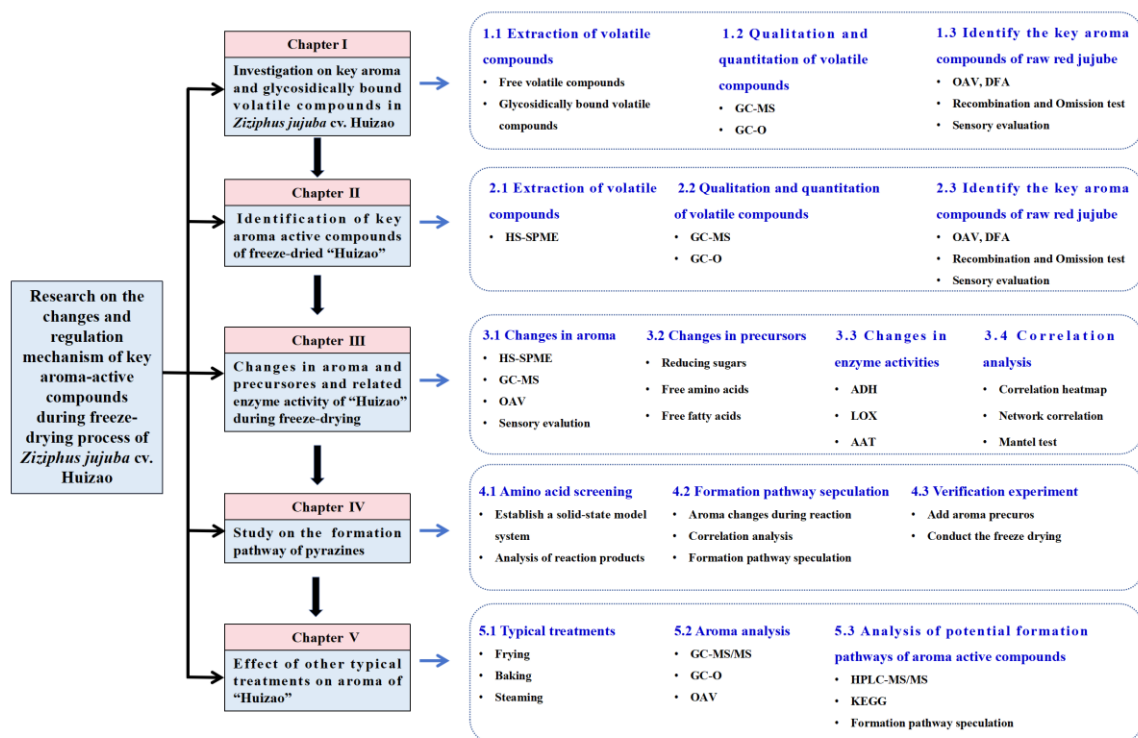 Research on the
changes and
regulation
mechanism of key
aroma-active
compounds
during freeze-
drying process of
Ziziphus jujuba cv.
Huizao
Chapter I
Investigation on key aroma
and glycosidically bound
volatile compounds in
Ziziphus jujuba cv. Huizao
1.1 Extraction of volatile
compounds
• Free volatile compounds
• Glycosidically bound volatile
compounds
1.2 Qualitation and
quantitation of volatile
compounds
• GC-MS
• GC-O
1.3 Identify the key aroma
compounds of raw red jujube
• OAV, DFA
• Recombination and Omission test
• Sensory evaluation
Chapter II
Identification of key
aroma active compounds
of freeze-dried “Huizao”
2.1 Extraction of volatile
compounds
• HS-SPME
2.2 Qualitation and quantitation
of volatile compounds
• GC-MS
• GC-O
2.3 Identify the key aroma
compounds of raw red jujube
• OAV, DFA
• Recombination and Omission test
• Sensory evaluation
Chapter III
Changes in aroma and
precursores and related
enzyme activity of “Huizao”
during freeze-drying
3.1 Changes in aroma
• HS-SPME
• GC-MS
• OAV
• Sensory evalution
3.2 Changes in precursors
• Reducing sugars
• Free amino acids
• Free fatty acids
3.3 Changes in
enzyme activities
• ADH
• LOX
• AAT
3.4 Correlation
analysis
• Correlation heatmap
• Network correlation
• Mantel test
Chapter IV
Study on the formation
pathway of pyrazines
4.1 Amino acid screening
• Establish a solid-state model
system
• Analysis of reaction products
4.2 Formation pathway sepculation
• Aroma changes during reaction
• Correlation analysis
• Formation pathway speculation
4.3 Verification experiment
• Add aroma precuros
• Conduct the freeze drying
Chapter V
Effect of other typical
treatments on aroma of
“Huizao”
5.1 Typical treatments
• Frying
• Baking
• Steaming
5.2 Aroma analysis
• GC-MS/MS
• GC-O
• OAV
5.3 Analysis of potential formation
pathways of aroma active compounds
• HPLC-MS/MS
• KEGG
• Formation pathway speculation